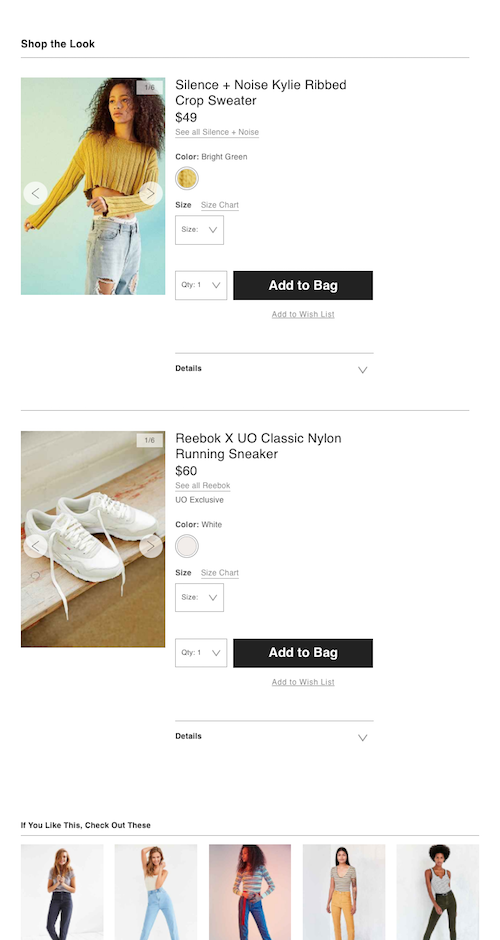 Shop the Look
1/6
Silence + Noise Kylie Ribbed
Crop Sweater
$49
See all Silence + Noise
Color: Bright Green
Size Size Chart
Size:
Qty: 1 Add to Bag
Add to Wish List
Details
1/6
Reebok X UO Classic Nylon
Running Sneaker
$60
See all Reebok
UO Exclusive
Color: White
Size Size Chart
Size:
Qty: 1 Add to Bag
Add to Wish List
Details
If You Like This, Check Out These